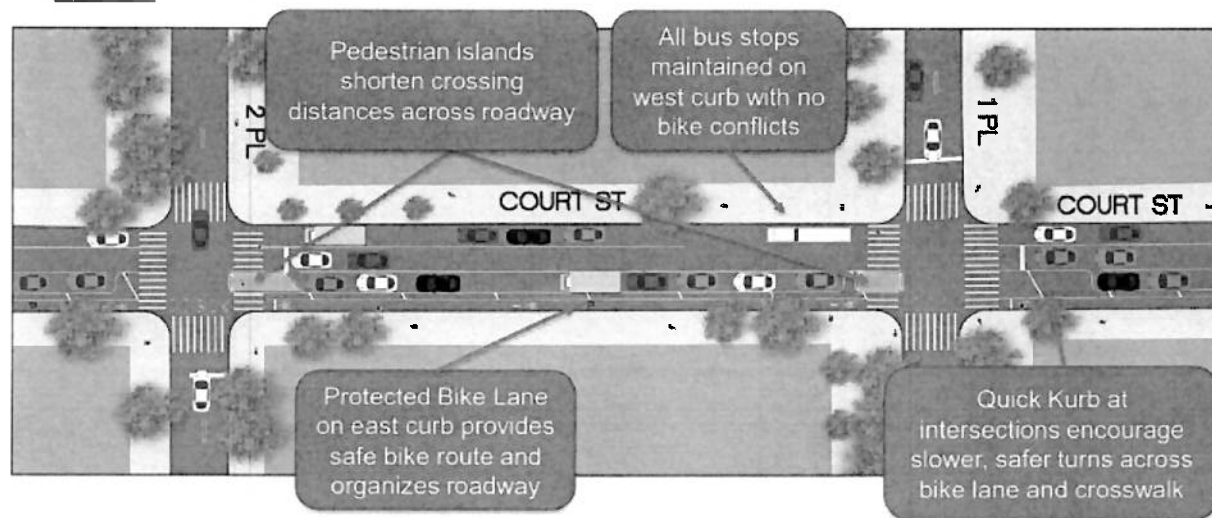 Pedestrian islands
shorten crossing
distances across roadway
All bus stops
maintained on
west curb with no
bike conflicts
2 PL
1 PL
COURT ST
COURT ST
Protected Bike Lane
on east curb provides
safe bike route and
organizes roadway
Quick Kurb at
intersections encourage
slower, safer turns across
bike lane and crosswalk